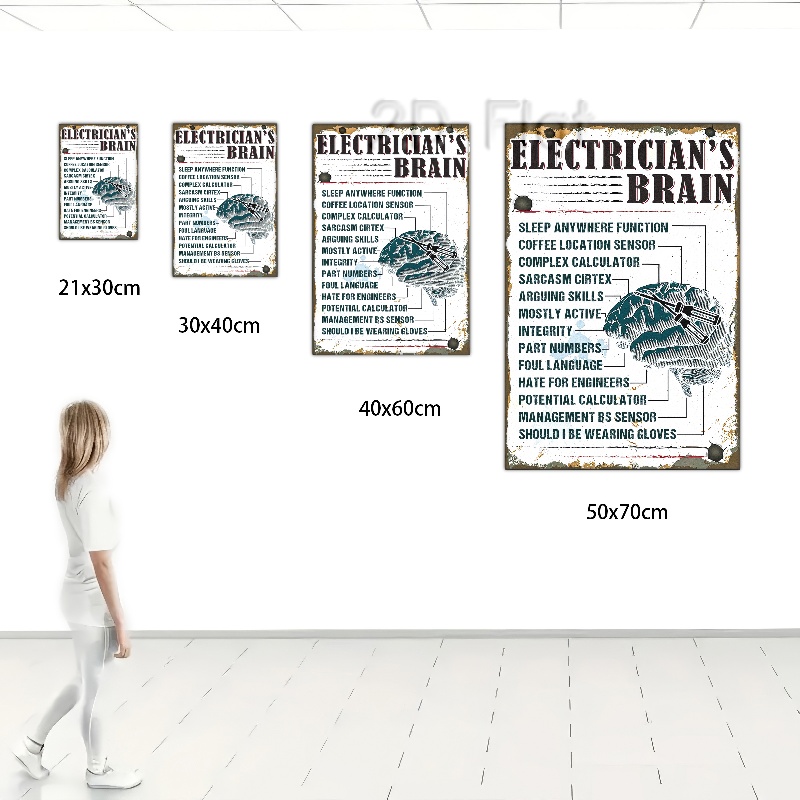 2D Flat
ELECTRICIAN'S
BRAIN
SLEEP ANYWHERE FUNCTION
COFFEE LOCATION SENSOR
COMPLEX CALCULATOR
SARCASM CIRTEX
ARGUING SKILLS
MOSTLY ACTIVE
INTEGRITY
PART NUMBERS
FOUL LANGUAGE
HATE FOR ENGINEERS
POTENTIAL CALCULATOR
MANAGEMENT BS SENSOR
SHOULD I BE WEARING GLOVES
21x30cm
ELECTRICIAN'S
BRAIN
SLEEP ANYWHERE FUNCTION
COFFEE LOCATION SENSOR
COMPLEX CALCULATOR
SARCASM CIRTEX
ARGUING SKILLS
MOSTLY ACTIVE
INTEGRITY
PART NUMBERS
FOUL LANGUAGE
HATE FOR ENGINEERS
POTENTIAL CALCULATOR
MANAGEMENT BS SENSOR
SHOULD I BE WEARING GLOVES
30x40cm
ELECTRICIAN'S
BRAIN
SLEEP ANYWHERE FUNCTION
COFFEE LOCATION SENSOR
COMPLEX CALCULATOR
SARCASM CIRTEX
ARGUING SKILLS
MOSTLY ACTIVE
INTEGRITY
PART NUMBERS
FOUL LANGUAGE
HATE FOR ENGINEERS
POTENTIAL CALCULATOR
MANAGEMENT BS SENSOR
SHOULD I BE WEARING GLOVES
40x60cm
ELECTRICIAN'S
BRAIN
SLEEP ANYWHERE FUNCTION
COFFEE LOCATION SENSOR
COMPLEX CALCULATOR
SARCASM CIRTEX
ARGUING SKILLS
MOSTLY ACTIVE
INTEGRITY
PART NUMBERS
FOUL LANGUAGE
HATE FOR ENGINEERS
POTENTIAL CALCULATOR
MANAGEMENT BS SENSOR
SHOULD I BE WEARING GLOVES
50x70cm